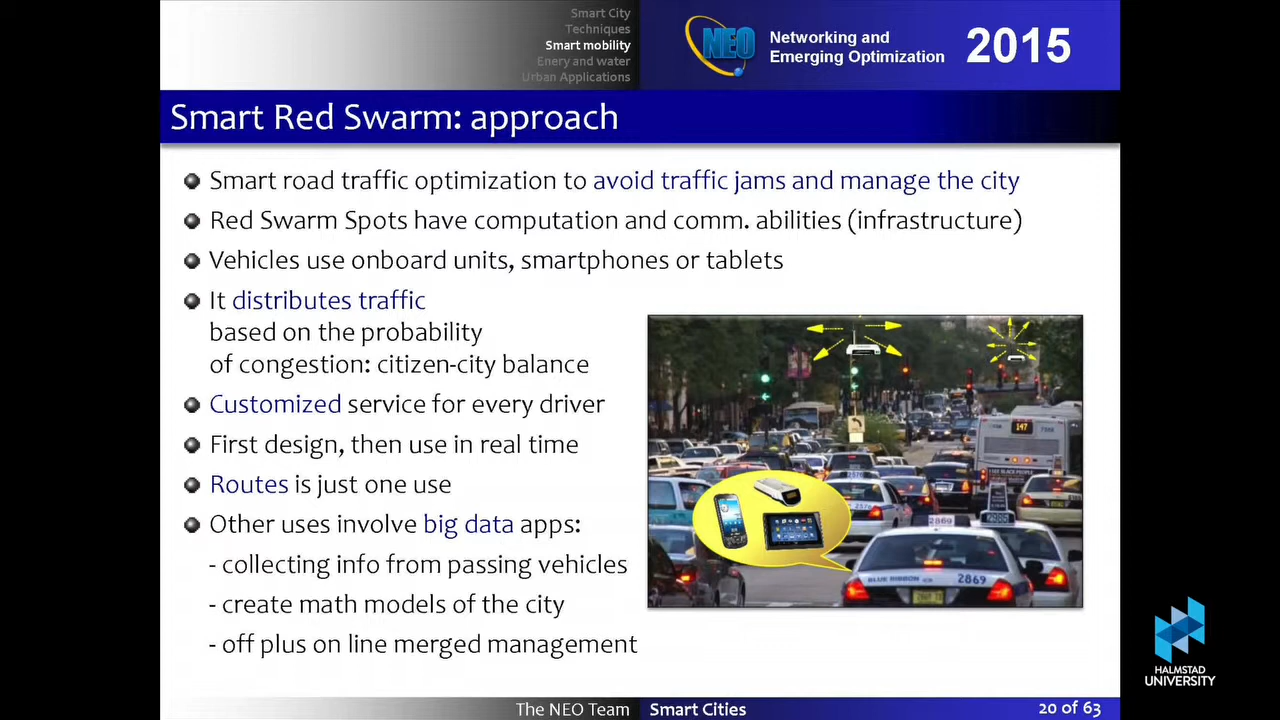 Smart City
Techniques
Smart mobility
Enery and water
Urban Applications
NEO
Networking and
Emerging Optimization
2015
Smart Red Swarm: approach
Smart road traffic optimization to avoid traffic jams and manage the city
Red Swarm Spots have computation and comm. abilities (infrastructure)
Vehicles use onboard units, smartphones or tablets
It distributes traffic
based on the probability
of congestion: citizen-city balance
Customized service for every driver
First design, then use in real time
Routes is just one use
Other uses involve big data apps:
- collecting info from passing vehicles
- create math models of the city
- off plus on line merged management
147
2869
BLUE RIBBON
2869
HALMSTAD
UNIVERSITY
The NEO Team
Smart Cities
20 of 63